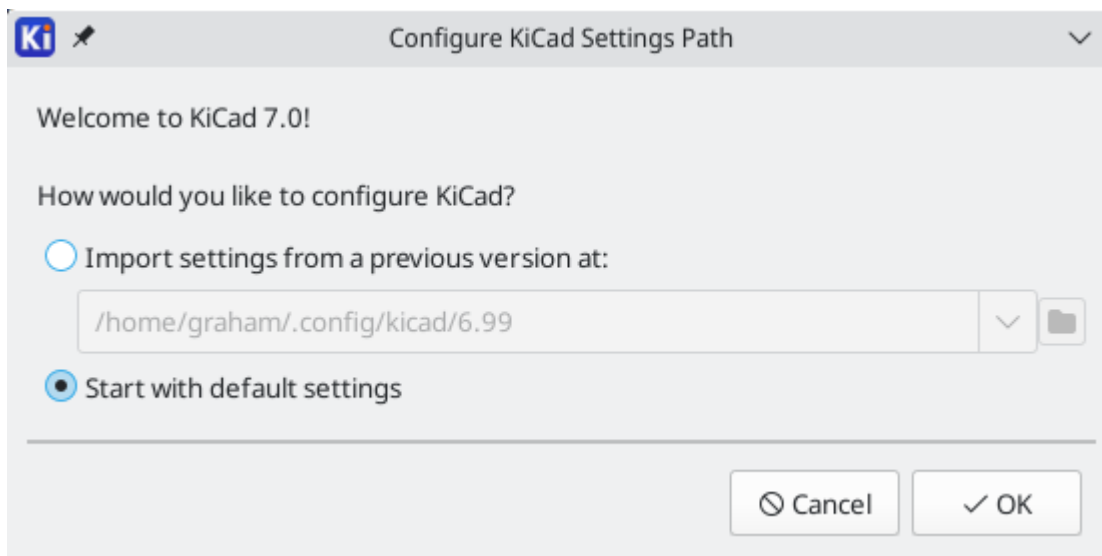 Ki
Configure KiCad Settings Path
Welcome to KiCad 7.0!
How would you like to configure KiCad?
Import settings from a previous version at:
/home/graham/.config/kicad/6.99
Start with default settings
Cancel
OK